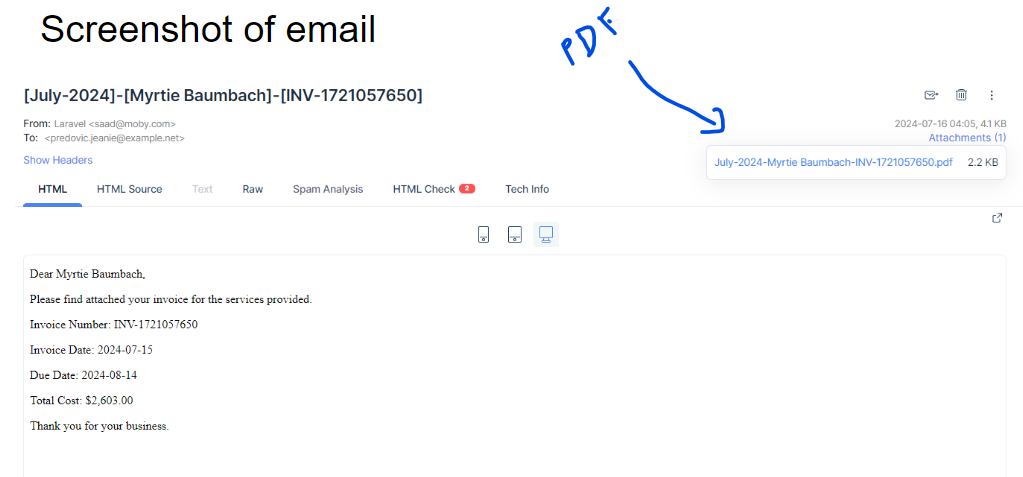 Screenshot of email
PDF
[July-2024]-[Myrtie Baumbach]-[INV-1721057650]
From: Laravel <saad@moby.com>
2024-07-16 04:05, 4.1 KB
To: <predovic.jeanie@example.net>
Attachments (1)
Show Headers
July-2024-Myrtie Baumbach-INV-1721057650.pdf 2.2 KB
HTML HTML Source Text Raw Spam Analysis HTML Check 2 Tech Info
Dear Myrtie Baumbach,
Please find attached your invoice for the services provided.
Invoice Number: INV-1721057650
Invoice Date: 2024-07-15
Due Date: 2024-08-14
Total Cost: $2,603.00
Thank you for your business.